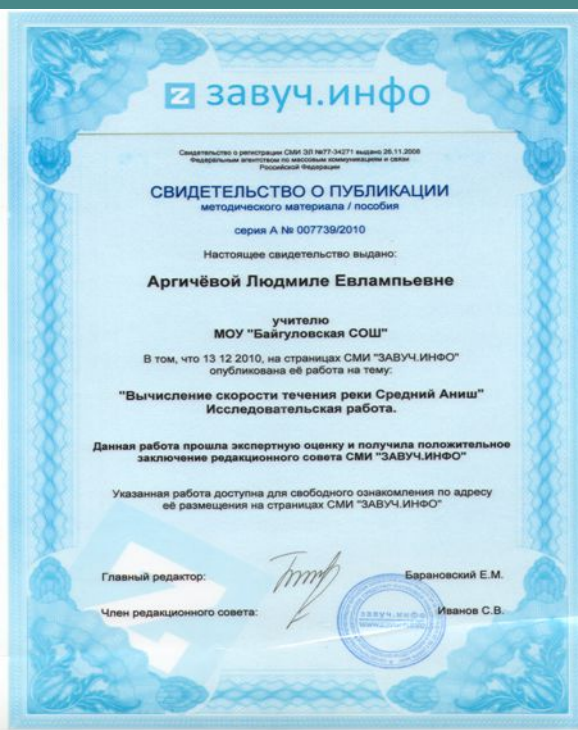 завуч.инфо
Свидетельство о регистрации СМИ ЭЛ №77-34271 выдано 26.11.2008
Федеральным агентством по массовым коммуникациям и связи
Российской Федерации
СВИДЕТЕЛЬСТВО О ПУБЛИКАЦИИ
методического материала / пособия
серия А № 007739/2010
Настоящее свидетельство выдано:
Аргичёвой Людмиле Евлампьевне
учителю
МОУ "Байгуловская СОШ"
В том, что 13 12 2010, на страницах СМИ "ЗАВУЧ.ИНФО"
опубликована её работа на тему:
"Вычисление скорости течения реки Средний Аниш"
Исследовательская работа.
Данная работа прошла экспертную оценку и получила положительное
заключение редакционного совета СМИ "ЗАВУЧ.ИНФО"
Указанная работа доступна для свободного ознакомления по адресу
её размещения на страницах СМИ "ЗАВУЧ.ИНФО"
Главный редактор: Барановский Е.М.
Член редакционного совета: Иванов С.В.
завуч.инфо